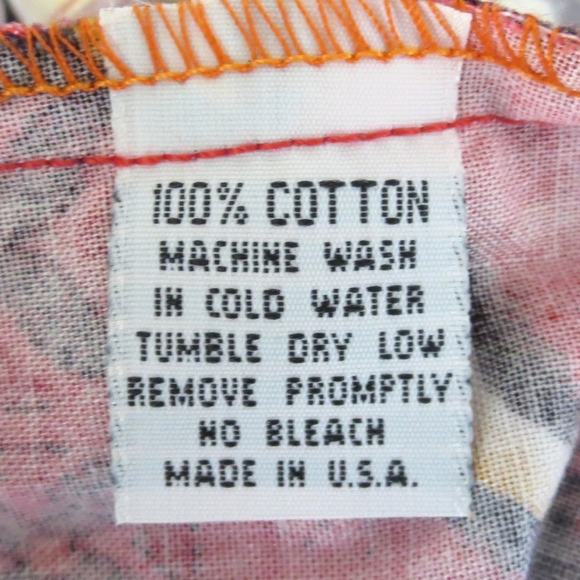 100% COTTON
MACHINE WASH
IN COLD WATER
TUMBLE DRY LOW
REMOVE PROMPTLY
NO BLEACH
MADE IN U.S.A.